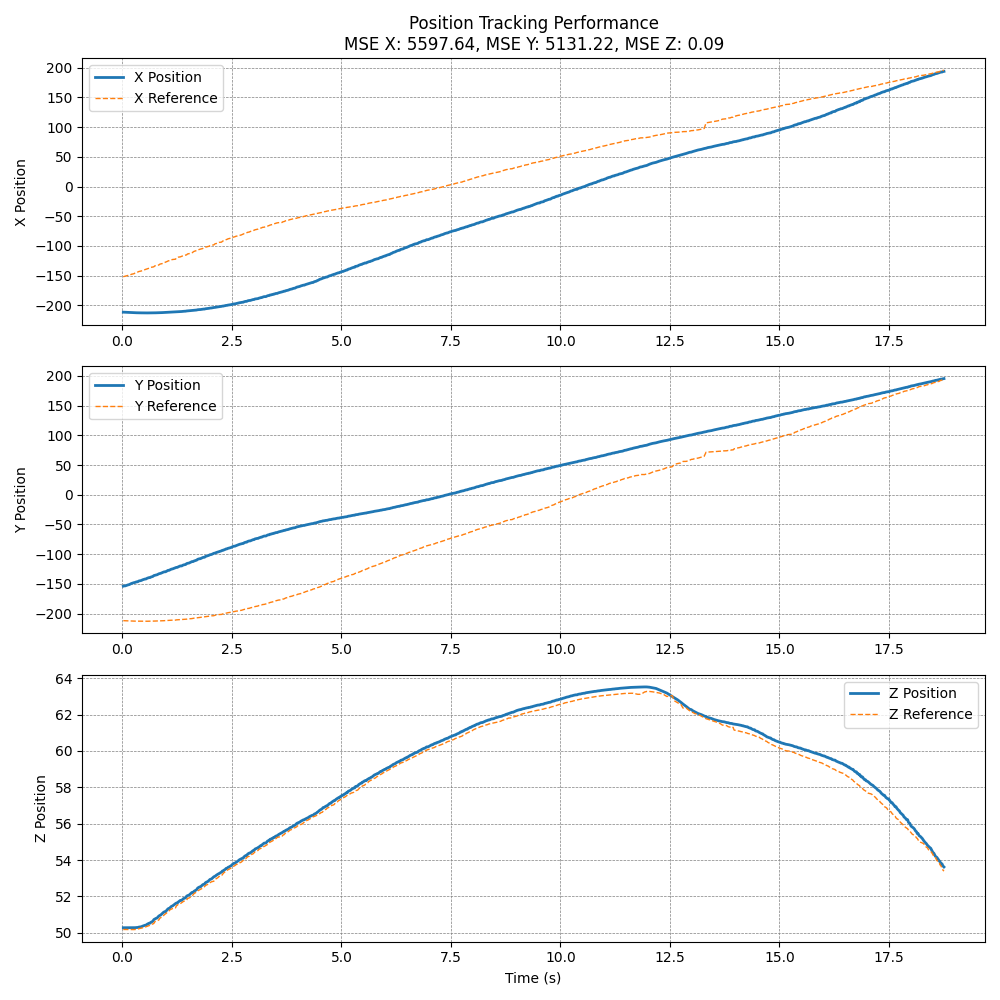 Position Tracking Performance
MSE X: 5597.64, MSE Y: 5131.22, MSE Z: 0.09
X Position
200
150
100
50
0
−50
−100
−150
−200
X Position
X Reference
0.0 2.5 5.0 7.5 10.0 12.5 15.0 17.5
Y Position
200
150
100
50
0
−50
−100
−150
−200
Y Position
Y Reference
0.0 2.5 5.0 7.5 10.0 12.5 15.0 17.5
Z Position
64
62
60
58
56
54
52
50
Z Position
Z Reference
0.0 2.5 5.0 7.5 10.0 12.5 15.0 17.5
Time (s)